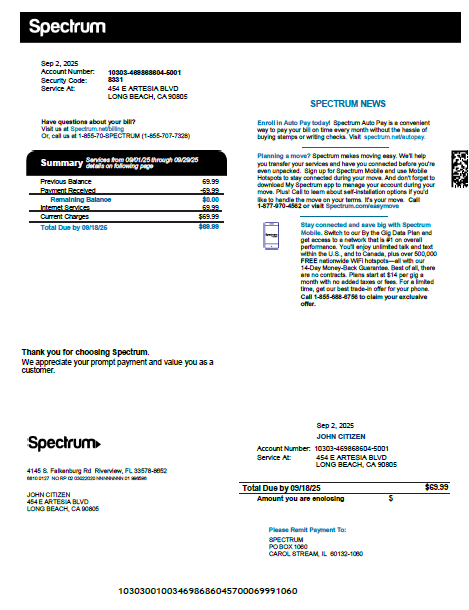 Spectrum
Sep 2, 2025
Account Number: 10303-469868604-5001
Security Code: 8331
Service At: 454 E ARTESIA BLVD
LONG BEACH, CA 90805
Have questions about your bill?
Visit us at Spectrum.net/billing
Or, call us at 1-855-70-SPECTRUM (1-855-707-7328)
Summary Services from 09/01/25 through 09/29/25
details on following page
Previous Balance 69.99
Payment Received -69.99
Remaining Balance $0.00
Internet Services 69.99
Current Charges $69.99
Total Due by 09/18/25
SPECTRUM NEWS
Enroll in Auto Pay today! Spectrum Auto Pay is a convenient
way to pay your bill on time every month without the hassle of
buying stamps or writing checks. Visit spectrum.net/autopay.
Planning a move? Spectrum makes moving easy. We'll help
you transfer your services and have you connected before you're
even unpacked. Sign up for Spectrum Mobile and use Mobile
Hotspots to stay connected during your move. And don't forget to
download My Spectrum app to manage your account during your
move. Plus! Call to learn about self-installation options if you'd
like to handle the move on your terms. It's your move. Call
1-877-970-4562 or visit Spectrum.com/easymove
Stay connected and save big with Spectrum
Mobile. Switch to our By the Gig Data Plan and
get access to a network that is #1 on overall
performance. You'll enjoy unlimited talk and text
within the U.S., and to Canada, plus over 500,000
FREE nationwide WiFi hotspots—all with our
14-Day Money-Back Guarantee. Best of all, there
are no contracts. Plans start at $14 per gig a
month with no added taxes or fees. For a limited
time, get our best trade-in offer for your phone.
Call 1-855-688-6756 to claim your exclusive
offer.
Thank you for choosing Spectrum.
We appreciate your prompt payment and value you as a
customer.
Spectrum
4145 S. Falkenburg Rd Riverview, FL 33578-8652
JOHN CITIZEN
454 E ARTESIA BLVD
LONG BEACH, CA 90805
Sep 2, 2025
JOHN CITIZEN
Account Number: 10303-469868604-5001
Service At: 454 E ARTESIA BLVD
LONG BEACH, CA 90805
Total Due by 09/18/25 $69.99
Amount you are enclosing $
Please Remit Payment To:
SPECTRUM
PO BOX 1060
CAROL STREAM, IL 60132-1060
1030300100346986860457000699910​60